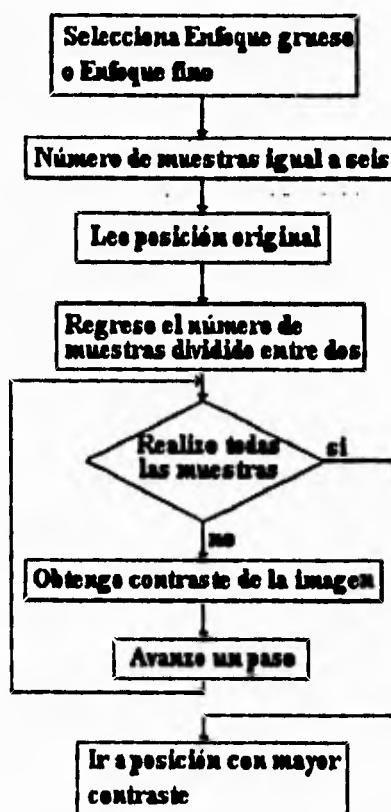 Selecciona Enfoque grueso
o Enfoque fino
Número de muestras igual a seis
Leo posición original
Regreso el número de
muestras dividido entre dos
Realizo todas
las muestras
si
no
Obtengo contraste de la imagen
Avanzo un paso
Ir a posición con mayor
contraste